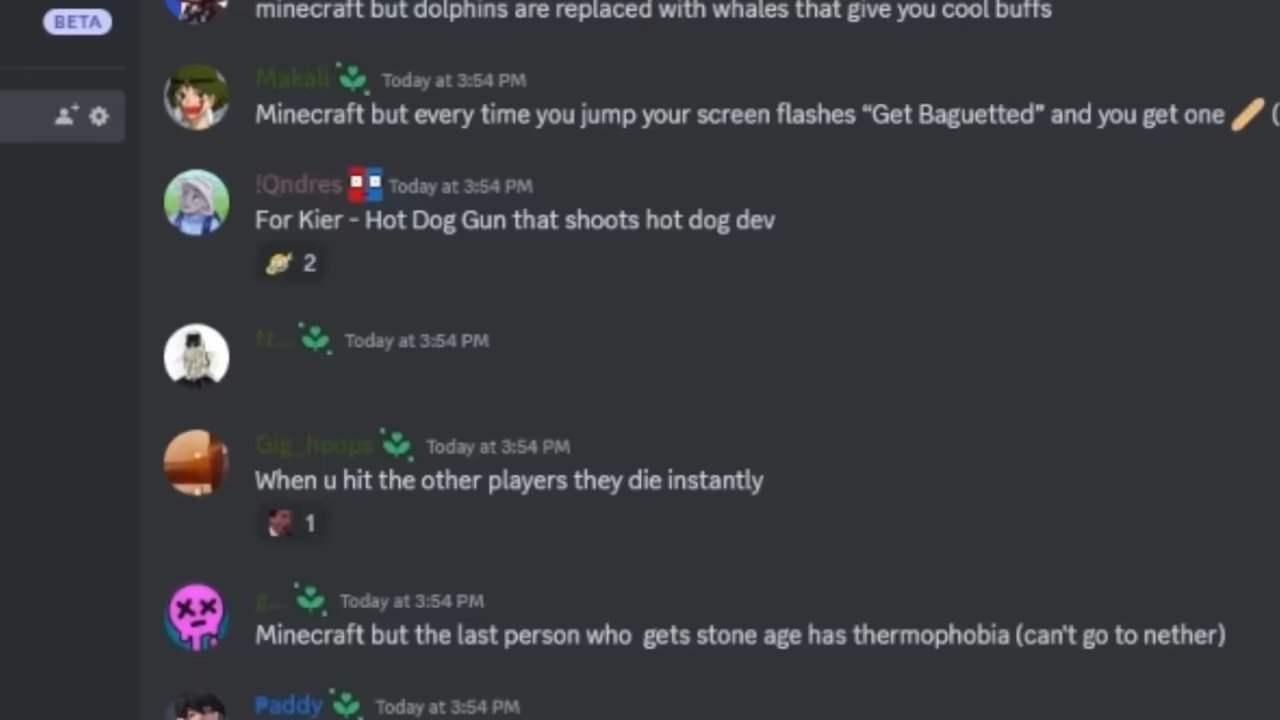 BETA
minecraft but dolphins are replaced with whales that give you cool buffs
Makali Today at 3:54 PM
Minecraft but every time you jump your screen flashes “Get Baguetted” and you get one 🥖 (
!Qndres Today at 3:54 PM
For Kier - Hot Dog Gun that shoots hot dog dev
2
N... Today at 3:54 PM
Gig_hoops Today at 3:54 PM
When u hit the other players they die instantly
1
g... Today at 3:54 PM
Minecraft but the last person who gets stone age has thermophobia (can't go to nether)
Paddy Today at 3:54 PM